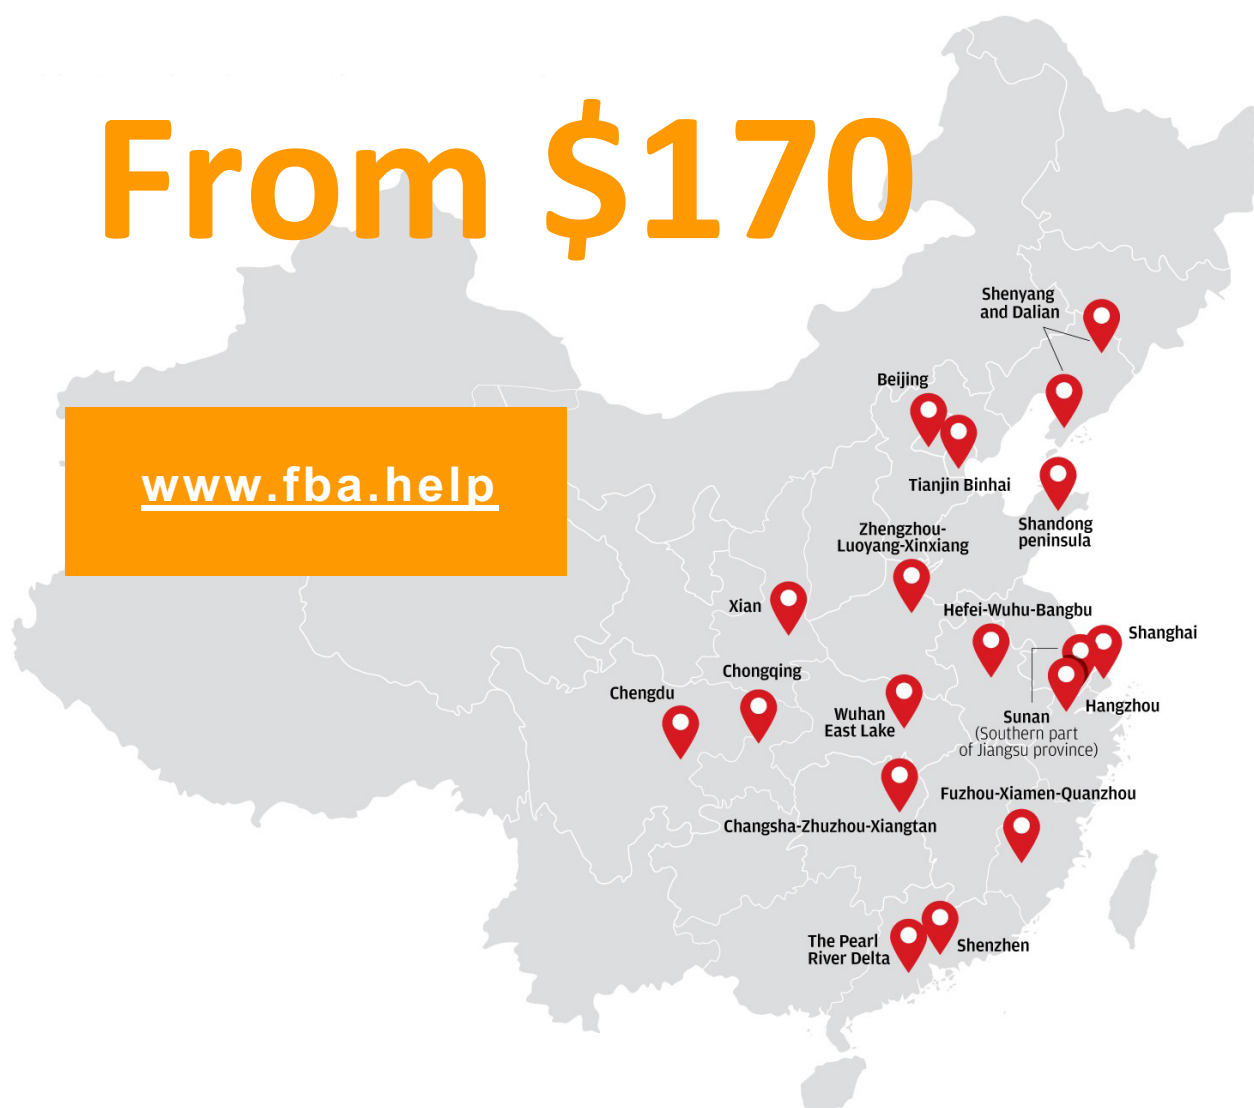 From $170
Shenyang
and Dalian
Beijing
www.fba.help
Tianjin Binhai
Shandong
peninsula
Zhengzhou-
Luoyang-Xinxiang
Xian
Hefei-Wuhu-Bangbu
Shanghai
Chongqing
Chengdu
Hangzhou
Wuhan
East Lake
Sunan
(Southern part
of Jiangsu province)
Fuzhou-Xiamen-Quanzhou
Changsha-Zhuzhou-Xiangtan
The Pearl
River Delta
Shenzhen